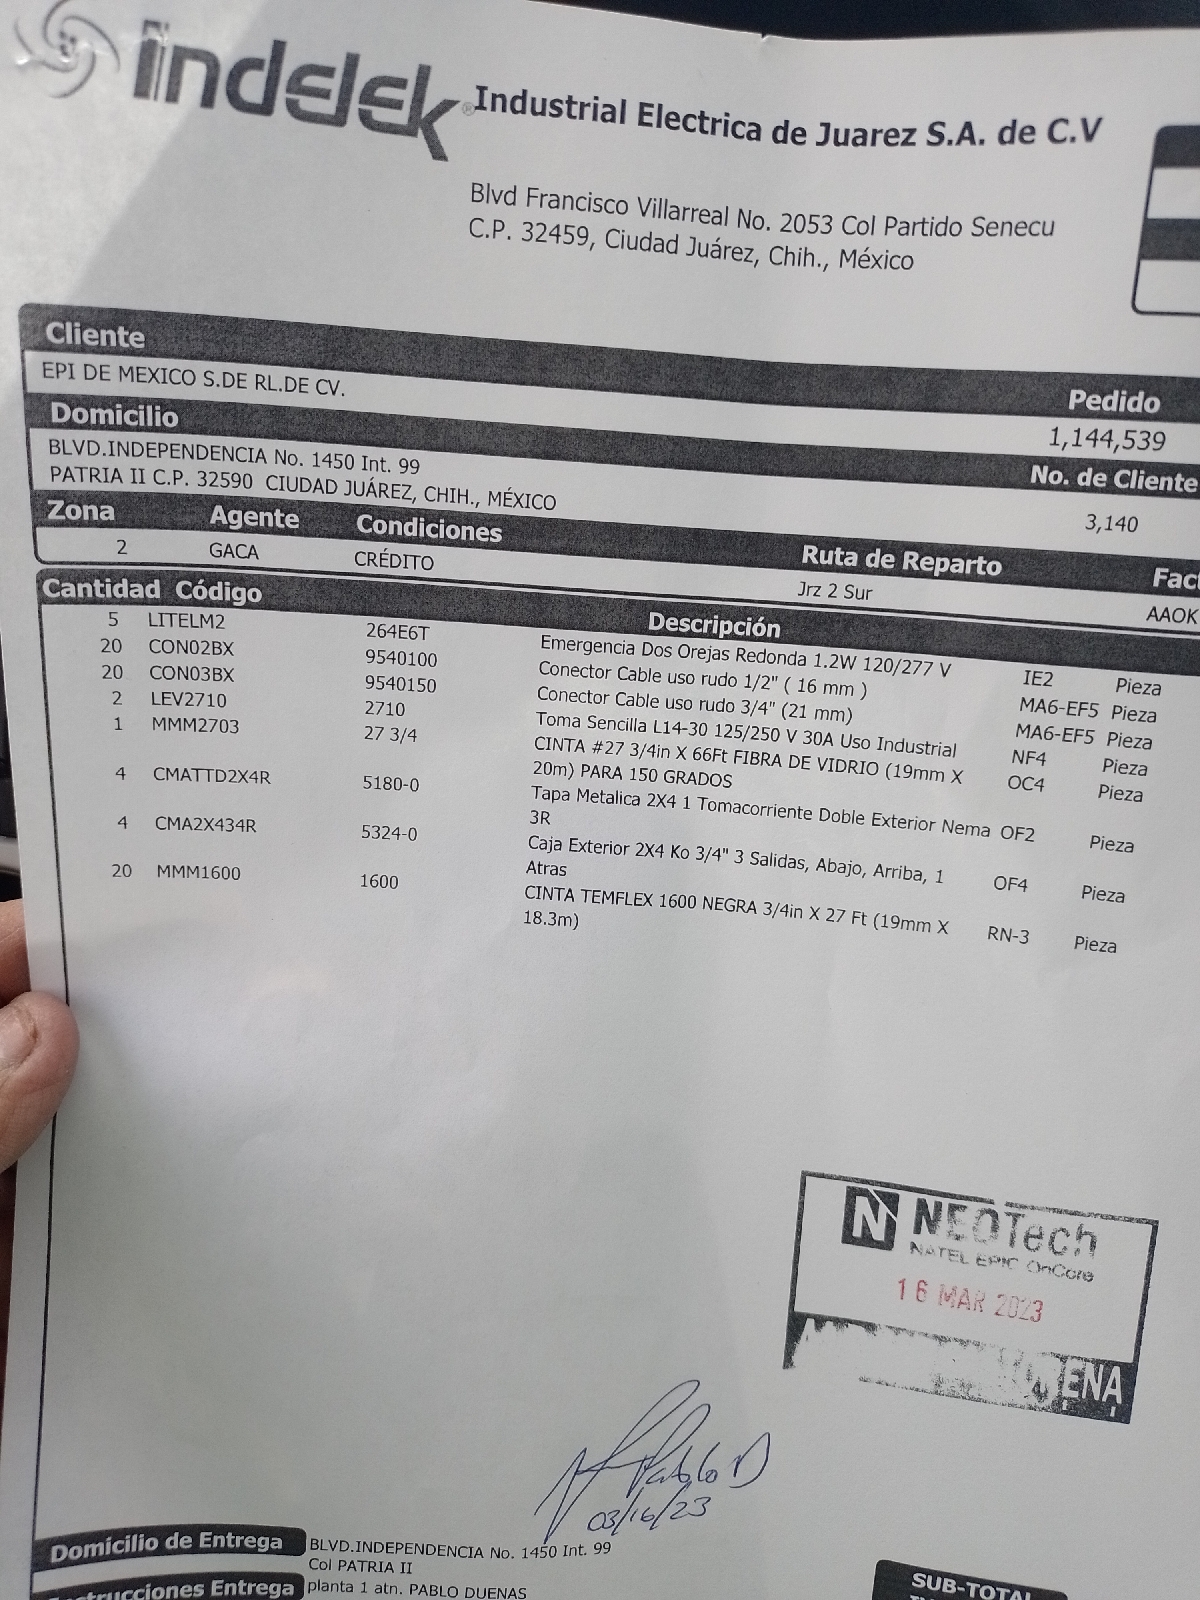 indelek® Industrial Electrica de Juarez S.A. de C.V
Blvd Francisco Villarreal No. 2053 Col Partido Senecu
C.P. 32459, Ciudad Juárez, Chih., México
Cliente Pedido
EPI DE MEXICO S.DE RL.DE CV. 1,144,539
Domicilio No. de Cliente
BLVD.INDEPENDENCIA No. 1450 Int. 99 3,140
PATRIA II C.P. 32590 CIUDAD JUÁREZ, CHIH., MÉXICO
Zona Agente Condiciones Ruta de Reparto Fact
2 GACA CRÉDITO Jrz 2 Sur AAOK
Cantidad Código Descripción
5 LITELM2 264E6T Emergencia Dos Orejas Redonda 1.2W 120/277 V IE2 Pieza
20 CON02BX 9540100 Conector Cable uso rudo 1/2" ( 16 mm ) MA6-EF5 Pieza
20 CON03BX 9540150 Conector Cable uso rudo 3/4" (21 mm) MA6-EF5 Pieza
2 LEV2710 2710 Toma Sencilla L14-30 125/250 V 30A Uso Industrial NF4 Pieza
1 MMM2703 27 3/4 CINTA #27 3/4in X 66Ft FIBRA DE VIDRIO (19mm X OC4 Pieza
20m) PARA 150 GRADOS
4 CMATTD2X4R 5180-0 Tapa Metalica 2X4 1 Tomacorriente Doble Exterior Nema OF2 Pieza
3R
4 CMA2X434R 5324-0 Caja Exterior 2X4 Ko 3/4" 3 Salidas, Abajo, Arriba, 1 OF4 Pieza
Atras
20 MMM1600 1600 CINTA TEMFLEX 1600 NEGRA 3/4in X 27 Ft (19mm X RN-3 Pieza
18.3m)
N NEOTech
NATEL EPIC OnCore
16 MAR 2023
Pablo D
03/16/23
Domicilio de Entrega BLVD.INDEPENDENCIA No. 1450 Int. 99
Col PATRIA II
Instrucciones Entrega planta 1 atn. PABLO DUENAS
SUB-TOTAL